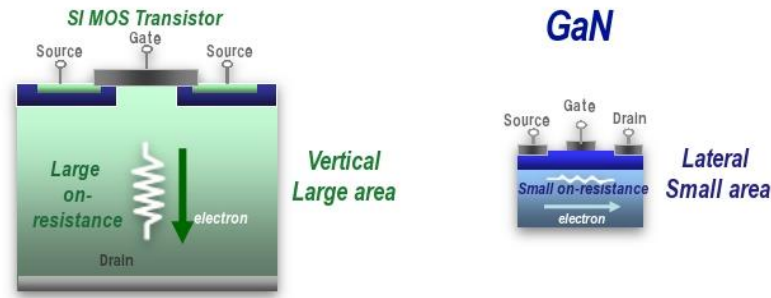 SI MOS Transistor
Gate
Source
Source
Large
on-
resistance
electron
Drain
Vertical
Large area
GaN
Gate
Source
Drain
Small on-resistance
electron
Lateral
Small area